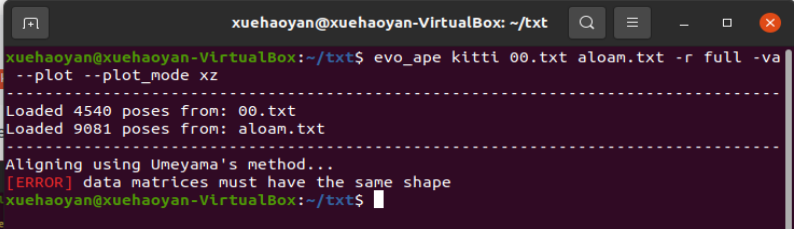 xuehaoyan@xuehaoyan-VirtualBox: ~/txt
xuehaoyan@xuehaoyan-VirtualBox:~/txt$ evo_ape kitti 00.txt aloam.txt -r full -va
--plot --plot_mode xz
--------------------------------------------------------------------------------
Loaded 4540 poses from: 00.txt
Loaded 9081 poses from: aloam.txt
--------------------------------------------------------------------------------
Aligning using Umeyama's method...
[ERROR] data matrices must have the same shape
xuehaoyan@xuehaoyan-VirtualBox:~/txt$